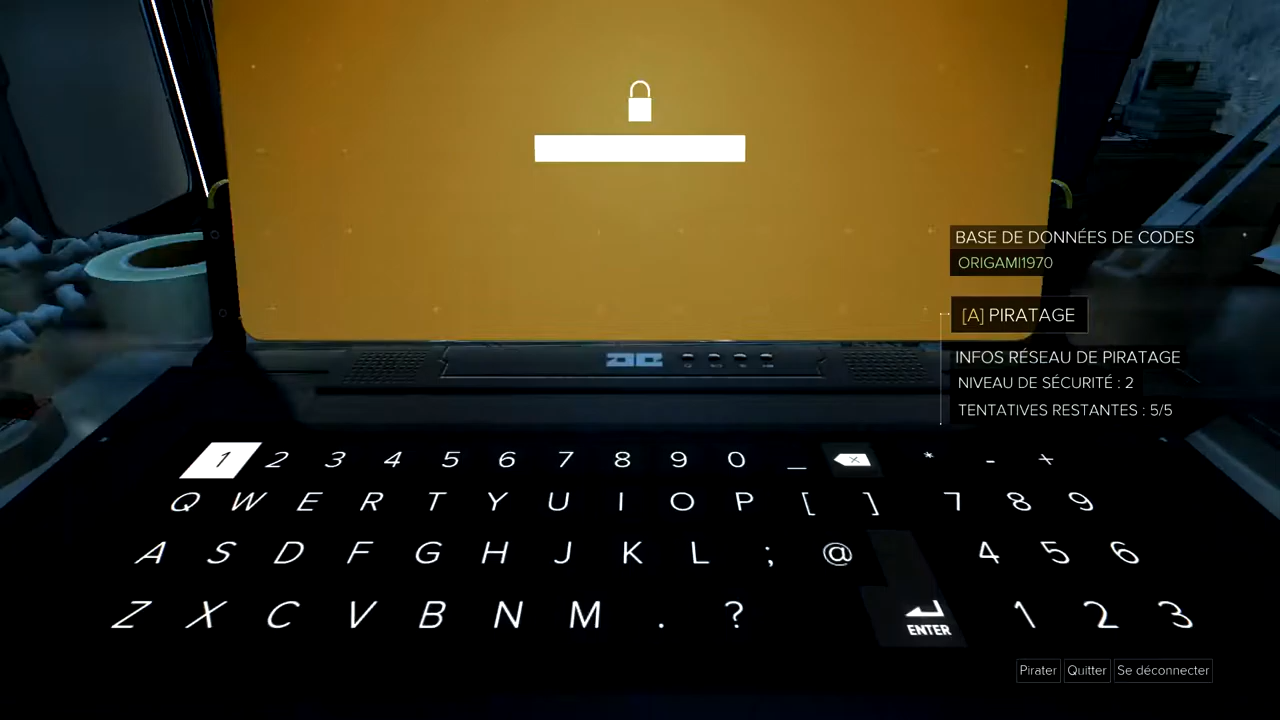 BASE DE DONNÉES DE CODES
ORIGAMI1970
[A] PIRATAGE
INFOS RÉSEAU DE PIRATAGE
NIVEAU DE SÉCURITÉ : 2
TENTATIVES RESTANTES : 5/5
1 2 3 4 5 6 7 8 9 0 _ * - +
Q W E R T Y U I O P [ ] 7 8 9
A S D F G H J K L ; @ 4 5 6
Z X C V B N M . ? ENTER 1 2 3
Pirater Quitter Se déconnecter